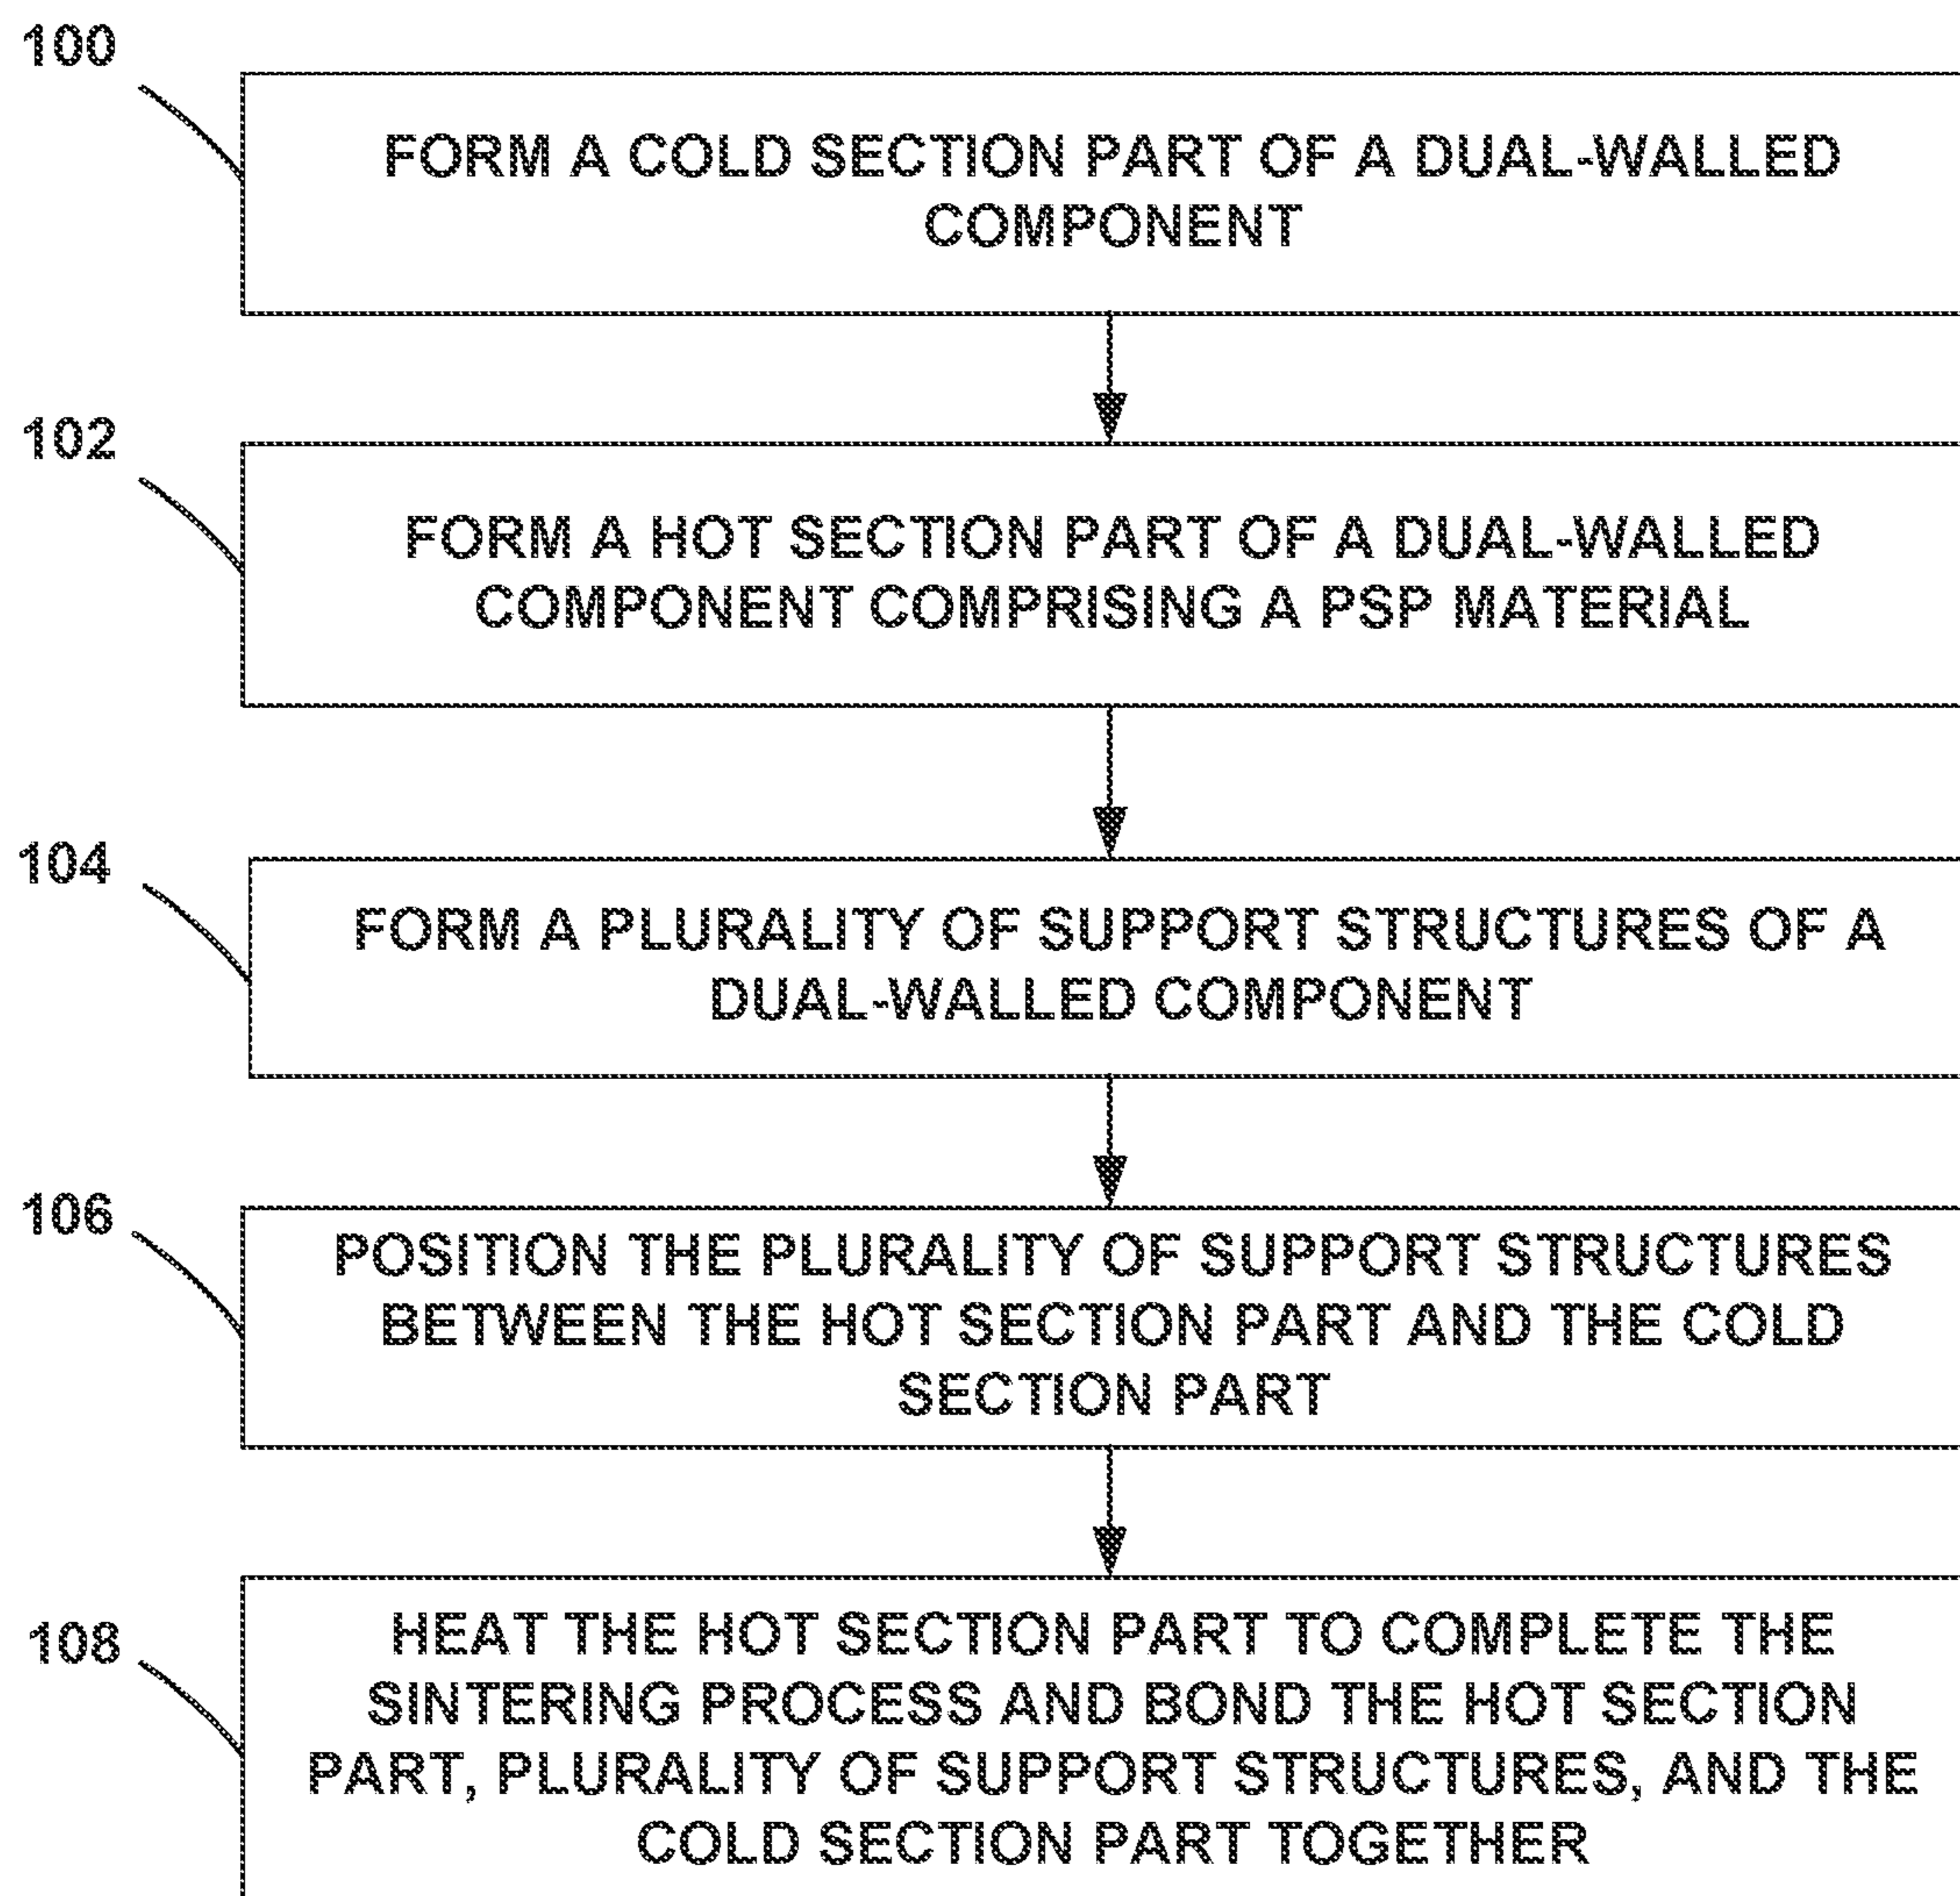 100
FORM A COLD SECTION PART OF A DUAL-WALLED
COMPONENT
102
FORM A HOT SECTION PART OF A DUAL-WALLED
COMPONENT COMPRISING A PSP MATERIAL
104
FORM A PLURALITY OF SUPPORT STRUCTURES OF A
DUAL-WALLED COMPONENT
106
POSITION THE PLURALITY OF SUPPORT STRUCTURES
BETWEEN THE HOT SECTION PART AND THE COLD
SECTION PART
108
HEAT THE HOT SECTION PART TO COMPLETE THE
SINTERING PROCESS AND BOND THE HOT SECTION
PART, PLURALITY OF SUPPORT STRUCTURES, AND THE
COLD SECTION PART TOGETHER